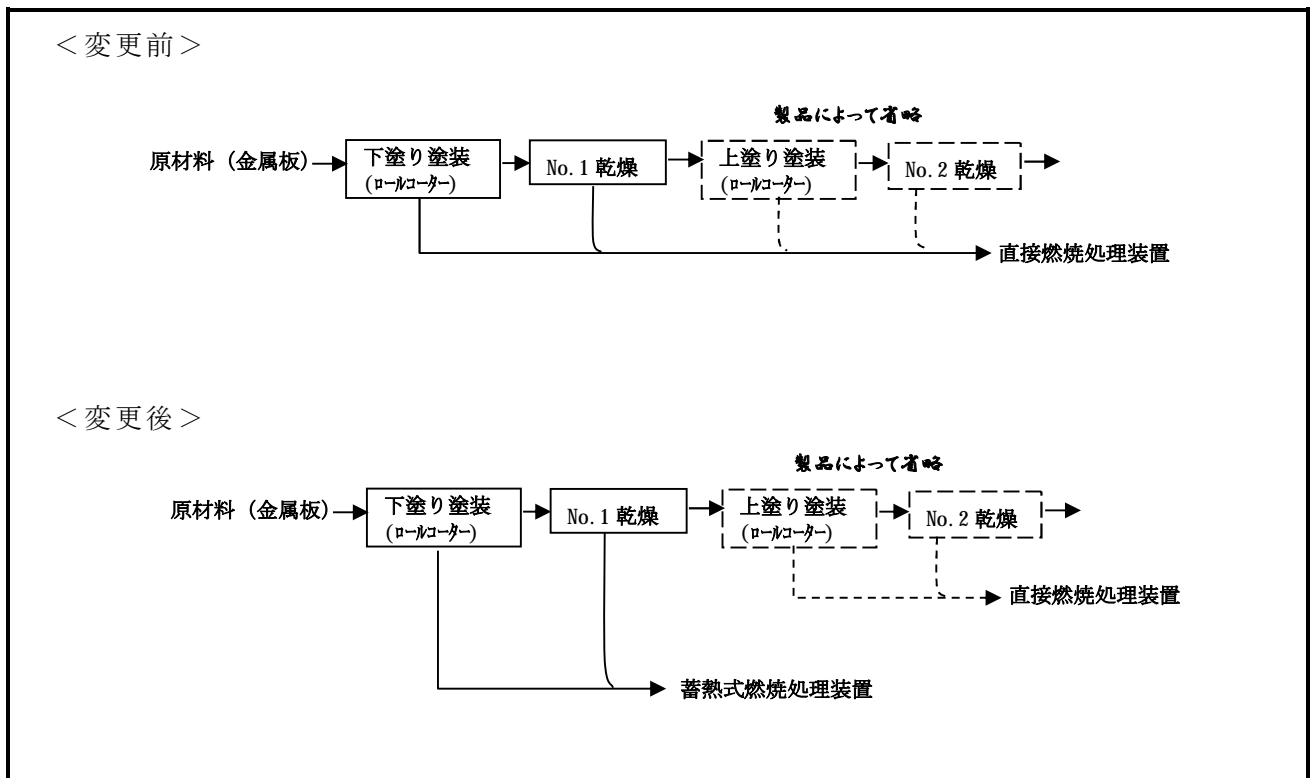 ＜変更前＞
製品によって省略
原材料（金属板）
下塗り塗装
(ﾛｰﾙｺｰﾀｰ)
No.1 乾燥
上塗り塗装
(ﾛｰﾙｺｰﾀｰ)
No.2 乾燥
直接燃焼処理装置
＜変更後＞
製品によって省略
原材料（金属板）
下塗り塗装
(ﾛｰﾙｺｰﾀｰ)
No.1 乾燥
上塗り塗装
(ﾛｰﾙｺｰﾀｰ)
No.2 乾燥
直接燃焼処理装置
蓄熱式燃焼処理装置